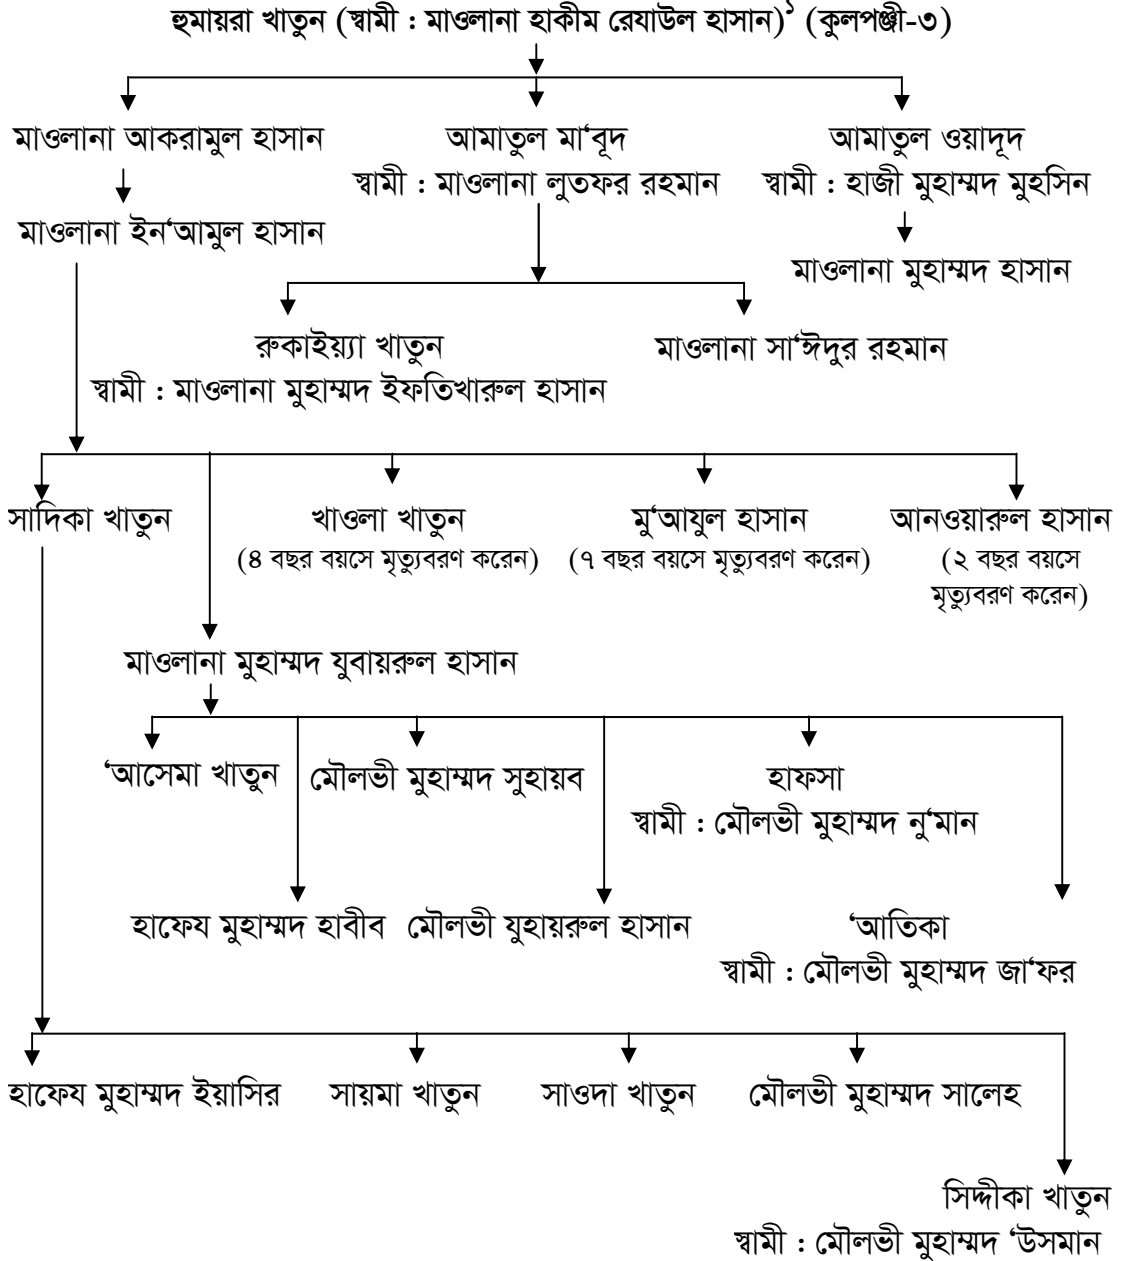 হুমায়রা খাতুন (স্বামী : মাওলানা হাকীম রেযাউল হাসান)১ (কুলপঞ্জী-৩)
মাওলানা আকরামুল হাসান
আমাতুল মা‘বূদ
আমাতুল ওয়াদূদ
স্বামী : মাওলানা লুতফর রহমান
স্বামী : হাজী মুহাম্মদ মুহসিন
মাওলানা ইন‘আমুল হাসান
মাওলানা মুহাম্মদ হাসান
রুকাইয়্যা খাতুন
মাওলানা সা‘ঈদুর রহমান
স্বামী : মাওলানা মুহাম্মদ ইফতিখারুল হাসান
সাদিকা খাতুন
খাওলা খাতুন
মু‘আযুল হাসান
আনওয়ারুল হাসান
(৪ বছর বয়সে মৃত্যুবরণ করেন)
(৭ বছর বয়সে মৃত্যুবরণ করেন)
(২ বছর বয়সে
মৃত্যুবরণ করেন)
মাওলানা মুহাম্মদ যুবায়রুল হাসান
‘আসেমা খাতুন
মৌলভী মুহাম্মদ সুহায়ব
হাফসা
স্বামী : মৌলভী মুহাম্মদ নু‘মান
হাফেয মুহাম্মদ হাবীব
মৌলভী যুহায়রুল হাসান
‘আতিকা
স্বামী : মৌলভী মুহাম্মদ জা‘ফর
হাফেয মুহাম্মদ ইয়াসির
সায়মা খাতুন
সাওদা খাতুন
মৌলভী মুহাম্মদ সালেহ
সিদ্দীকা খাতুন
স্বামী : মৌলভী মুহাম্মদ ‘উসমান